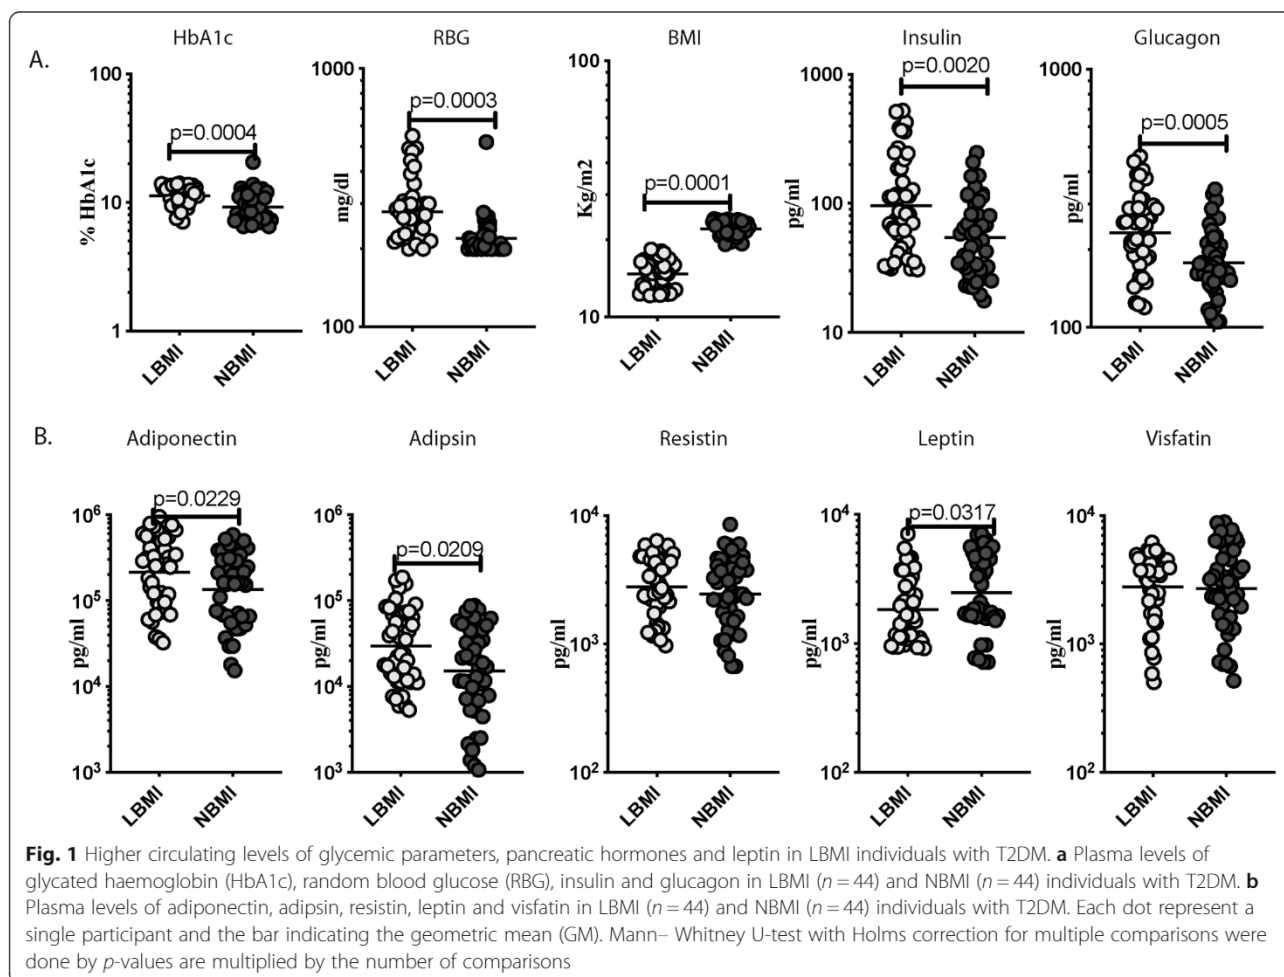 HbA1c RBG BMI Insulin Glucagon
A.
100 1000 100 1000 1000
p=0.0004 p=0.0003 p=0.0001 p=0.0020 p=0.0005
% HbA1c mg/dl Kg/m2 pg/ml pg/ml
10 100
1 100 10 10 100
LBMI NBMI LBMI NBMI LBMI NBMI LBMI NBMI LBMI NBMI
B.
Adiponectin Adipsin Resistin Leptin Visfatin
p=0.0229 p=0.0209 p=0.0317
10⁶ 10⁶ 10⁴ 10⁴ 10⁴
10⁵ 10⁵ 10³ 10³ 10³
pg/ml pg/ml pg/ml pg/ml pg/ml
10⁴ 10⁴
10³ 10³ 10² 10² 10²
LBMI NBMI LBMI NBMI LBMI NBMI LBMI NBMI LBMI NBMI
Fig. 1 Higher circulating levels of glycemic parameters, pancreatic hormones and leptin in LBMI individuals with T2DM. a Plasma levels of
glycated haemoglobin (HbA1c), random blood glucose (RBG), insulin and glucagon in LBMI (n = 44) and NBMI (n = 44) individuals with T2DM. b
Plasma levels of adiponectin, adipsin, resistin, leptin and visfatin in LBMI (n = 44) and NBMI (n = 44) individuals with T2DM. Each dot represent a
single participant and the bar indicating the geometric mean (GM). Mann– Whitney U-test with Holms correction for multiple comparisons were
done by p-values are multiplied by the number of comparisons